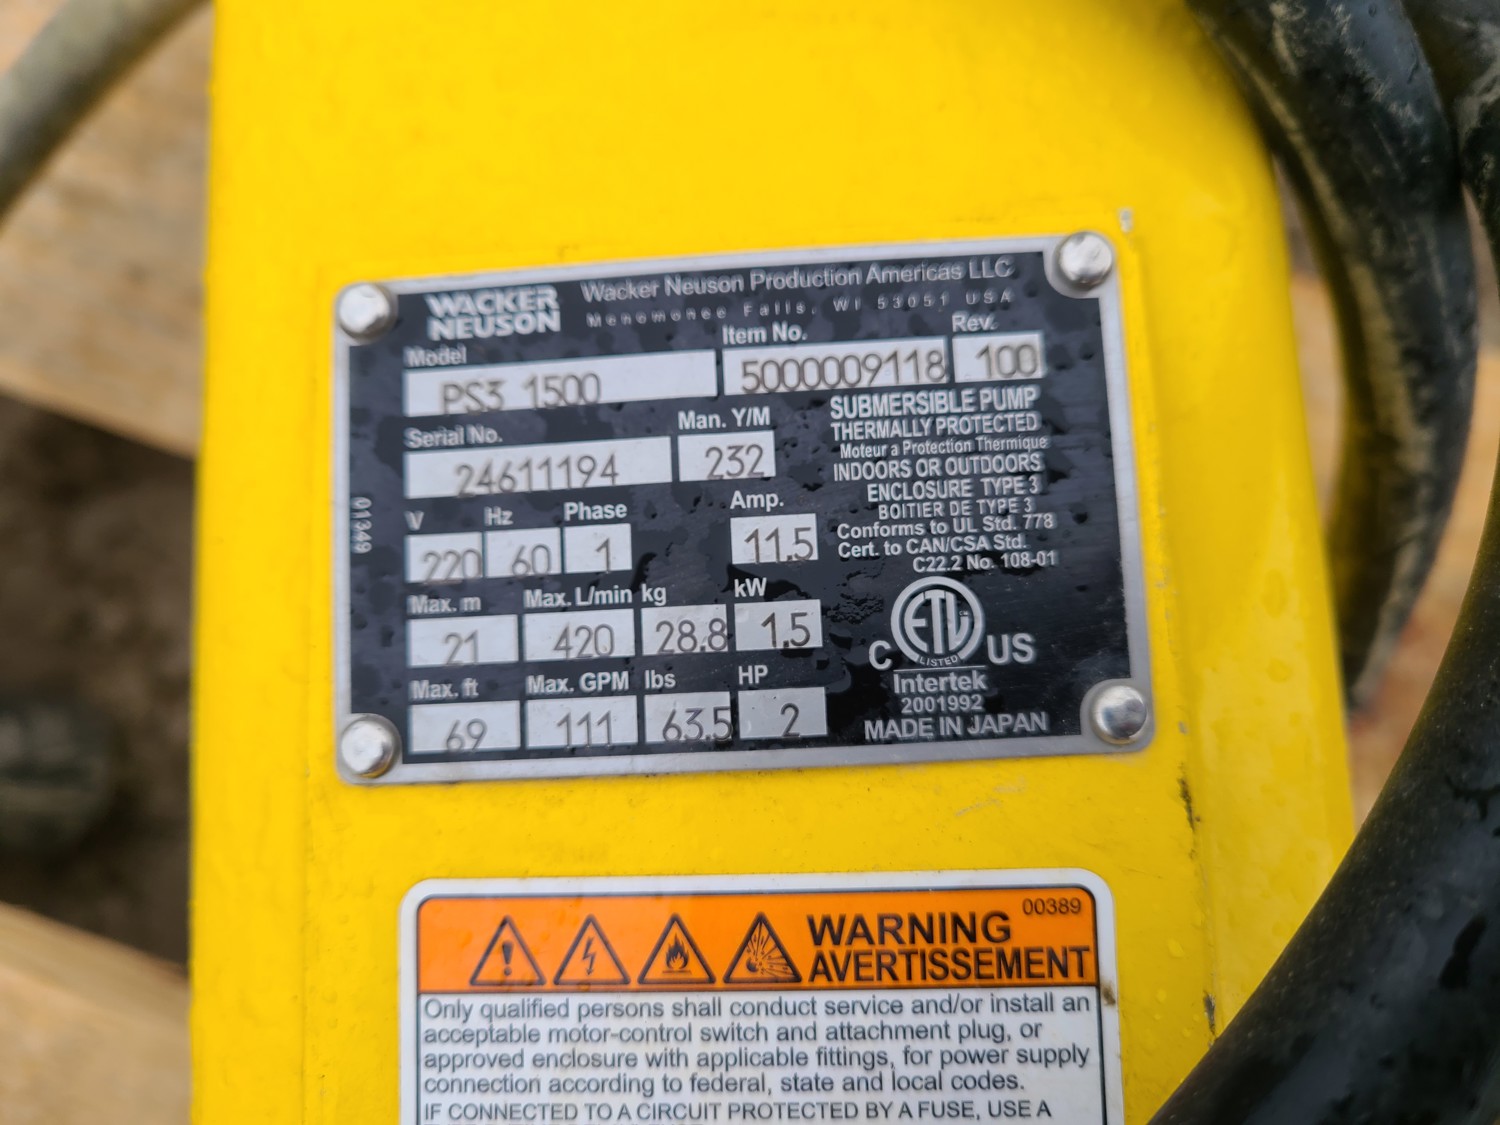 WACKER NEUSON
Wacker Neuson Production Americas LLC
Menomonee Falls, WI 53051 USA
Model Item No. Rev.
PS3 1500 5000009118 100
Serial No. Man. Y/M
24611194 232
V Hz Phase Amp.
220 60 1 11.5
Max. m Max. L/min kg kW
21 420 28.8 1.5
Max. ft Max. GPM lbs HP
69 111 63.5 2
SUBMERSIBLE PUMP
THERMALLY PROTECTED
Moteur a Protection Thermique
INDOORS OR OUTDOORS
ENCLOSURE TYPE 3
BOITIER DE TYPE 3
Conforms to UL Std. 778
Cert. to CAN/CSA Std.
C22.2 No. 108-01
C ETL US
LISTED
Intertek
2001992
MADE IN JAPAN
01349
00389
WARNING
AVERTISSEMENT
Only qualified persons shall conduct service and/or install an
acceptable motor-control switch and attachment plug, or
approved enclosure with applicable fittings, for power supply
connection according to federal, state and local codes.
IF CONNECTED TO A CIRCUIT PROTECTED BY A FUSE, USE A